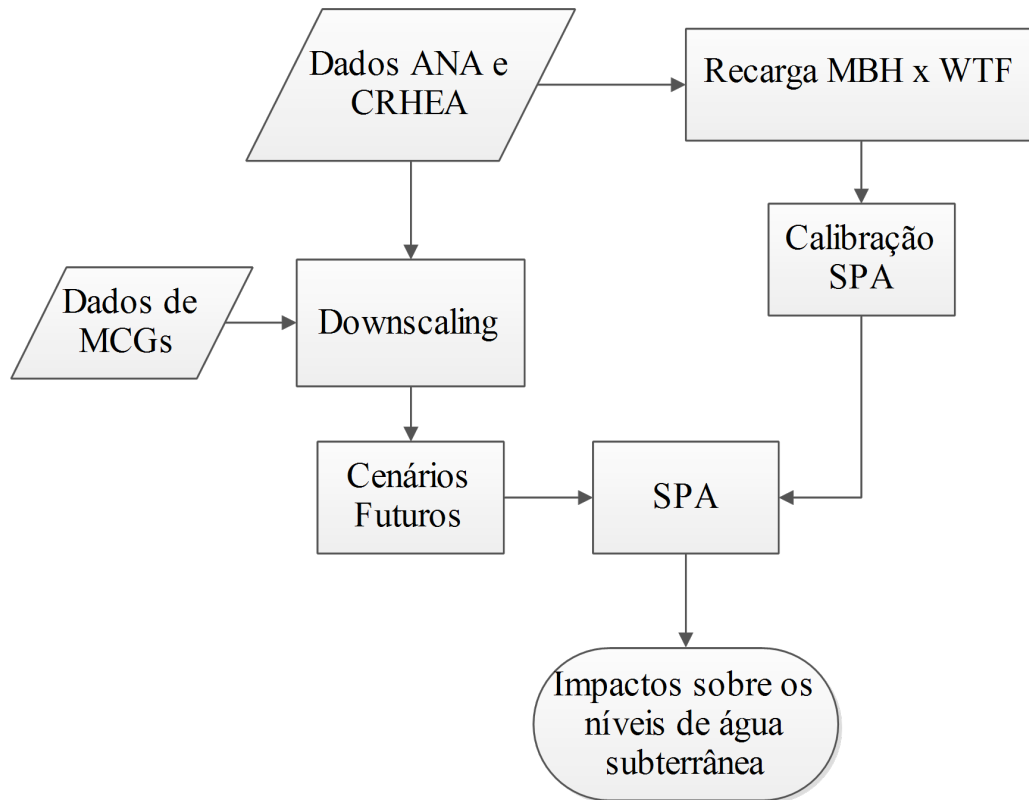 Dados ANA e
CRHEA
Recarga MBH x WTF
Calibração
SPA
Dados de
MCGs
Downscaling
Cenários
Futuros
SPA
Impactos sobre os
níveis de água
subterrânea